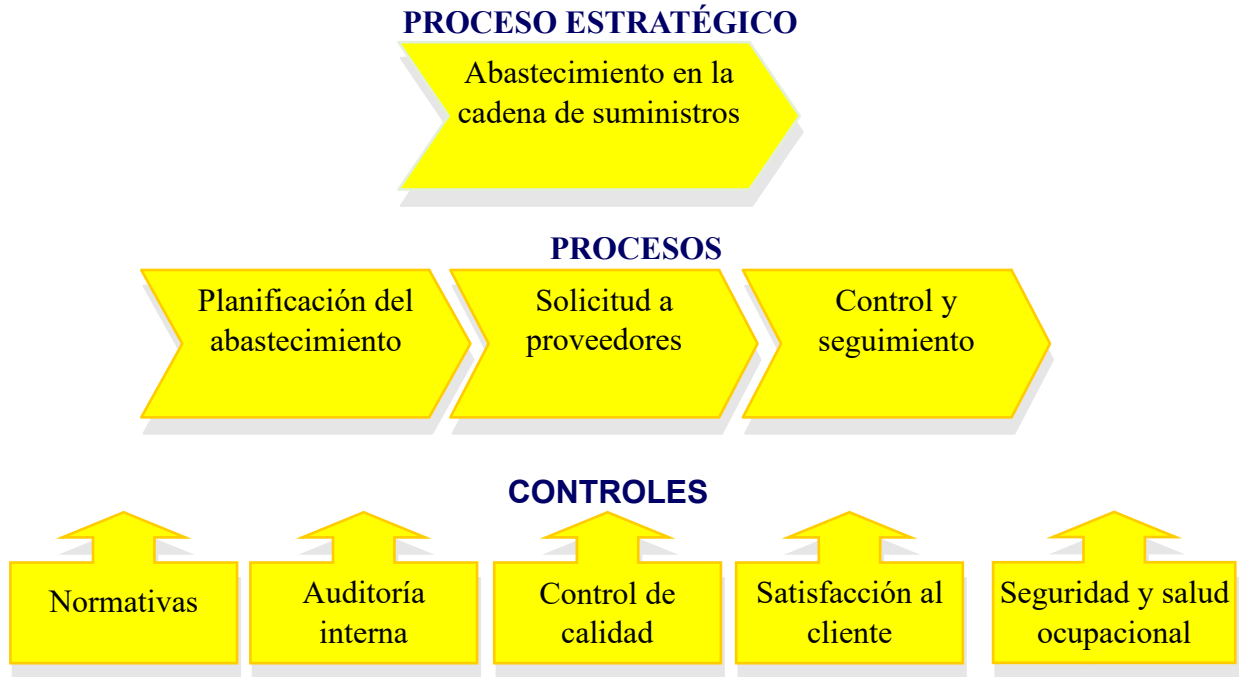 PROCESO ESTRATÉGICO
Abastecimiento en la
cadena de suministros
PROCESOS
Planificación del
abastecimiento
Solicitud a
proveedores
Control y
seguimiento
CONTROLES
Normativas
Auditoría
interna
Control de
calidad
Satisfacción al
cliente
Seguridad y salud
ocupacional